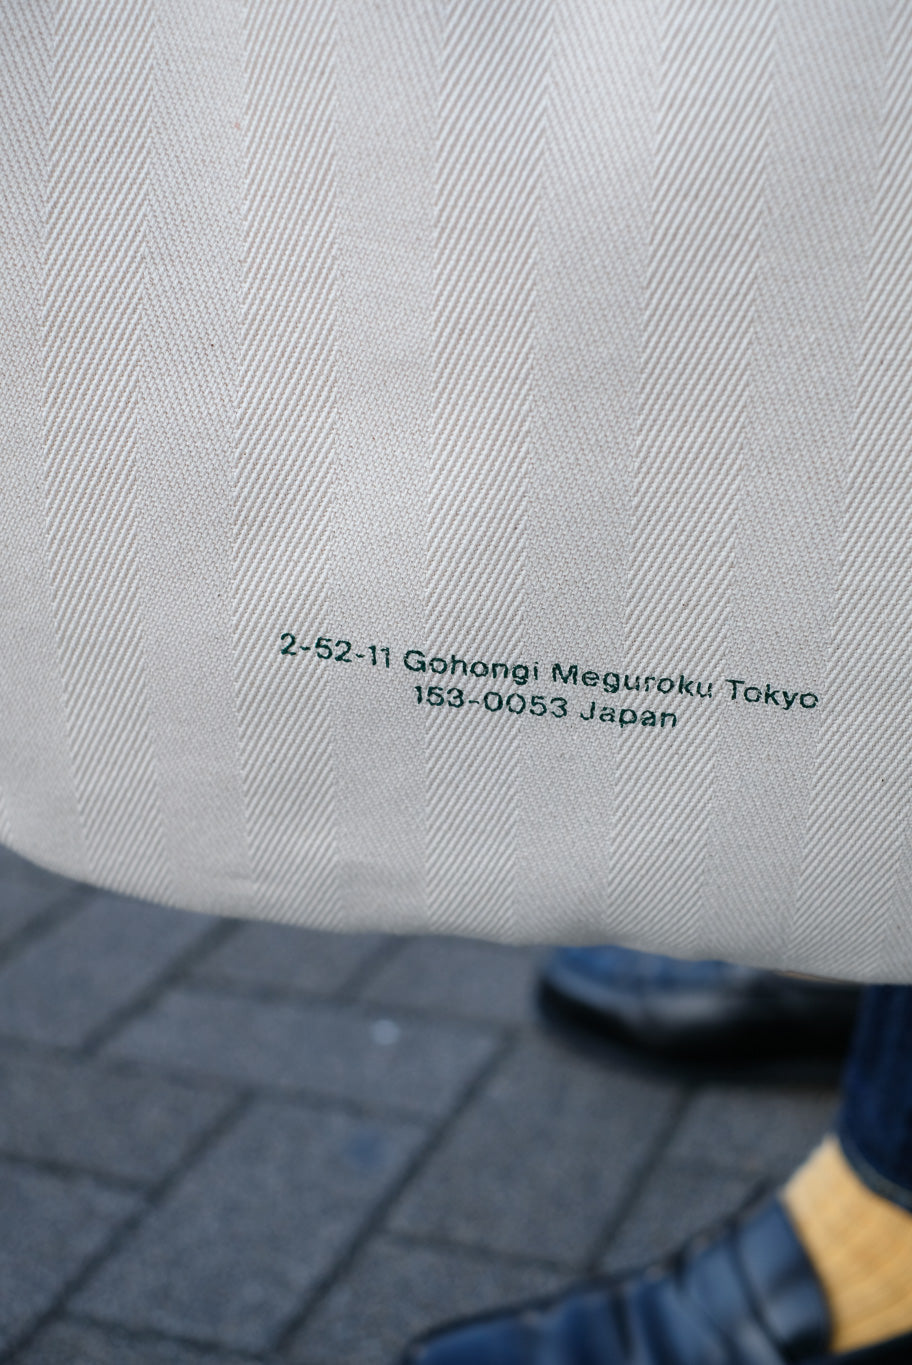 2-52-11 Gohongi Meguroku Tokyo
153-0053 Japan